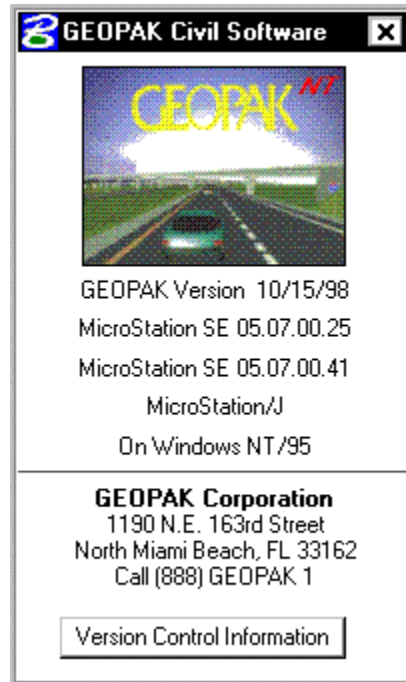 GEOPAK Civil Software
GEOPAK NT
GEOPAK Version 10/15/98
MicroStation SE 05.07.00.25
MicroStation SE 05.07.00.41
MicroStation/J
On Windows NT/95
GEOPAK Corporation
1190 N.E. 163rd Street
North Miami Beach, FL 33162
Call (888) GEOPAK 1
Version Control Information